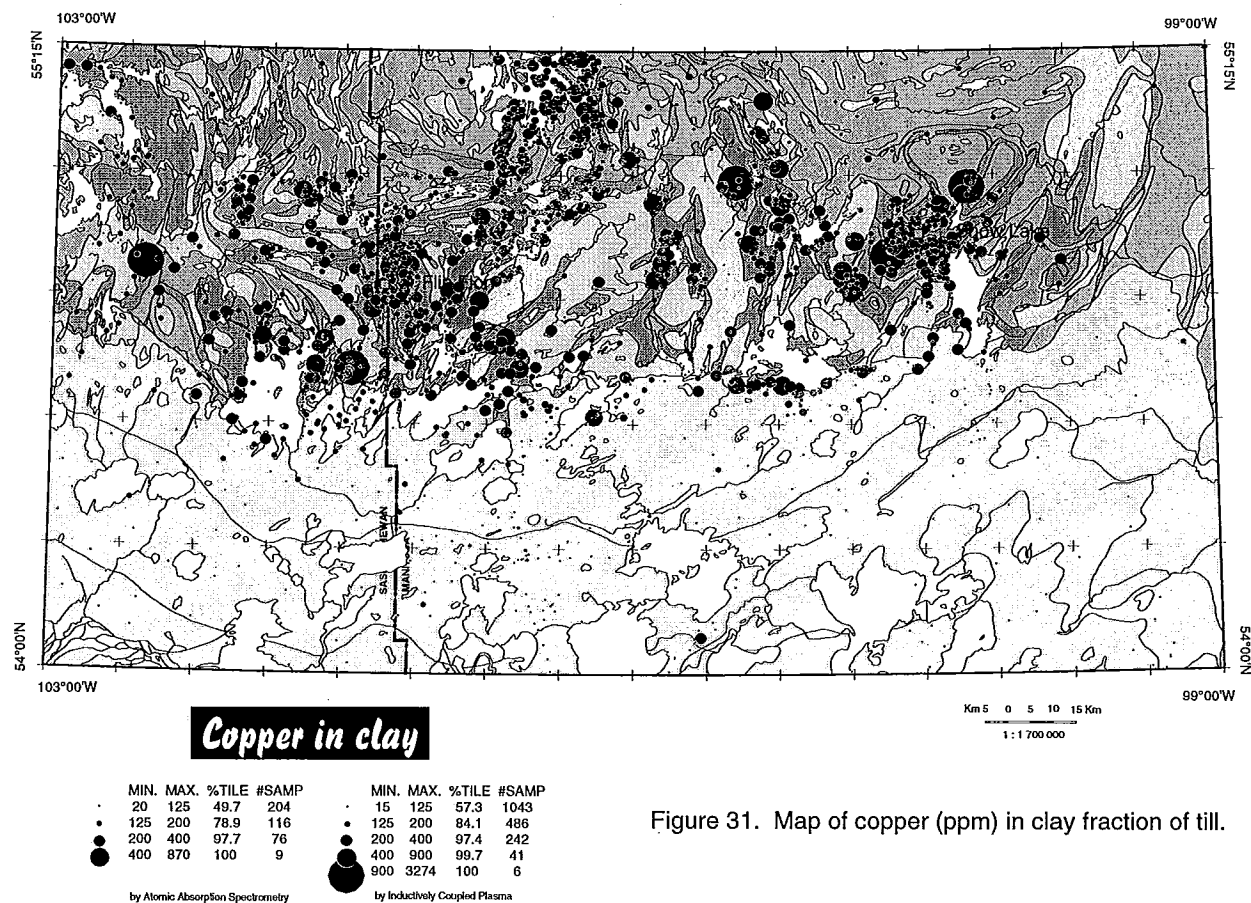 103°00'W
99°00'W
55°15'N
55°15'N
54°00'N
54°00'N
103°00'W
99°00'W
Km 5 0 5 10 15 Km
1 : 1 700 000
Copper in clay
MIN. MAX. %TILE #SAMP
20 125 49.7 204
125 200 78.9 116
200 400 97.7 76
400 870 100 9
by Atomic Absorption Spectrometry
MIN. MAX. %TILE #SAMP
15 125 57.3 1043
125 200 84.1 486
200 400 97.4 242
400 900 99.7 41
900 3274 100 6
by Inductively Coupled Plasma
Figure 31. Map of copper (ppm) in clay fraction of till.